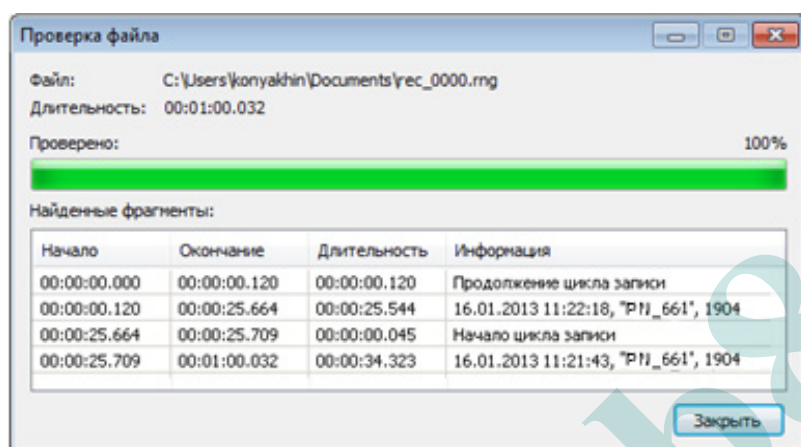 Проверка файла
Файл: C:\Users\konyakhin\Documents\rec_0000.rng
Длительность: 00:01:00.032
Проверено: 100%
Найденные фрагменты:
Начало Окончание Длительность Информация
00:00:00.000 00:00:00.120 00:00:00.120 Продолжение цикла записи
00:00:00.120 00:00:25.664 00:00:25.544 16.01.2013 11:22:18, "PN_661", 1904
00:00:25.664 00:00:25.709 00:00:00.045 Начало цикла записи
00:00:25.709 00:01:00.032 00:00:34.323 16.01.2013 11:21:43, "PN_661", 1904
Закрыть